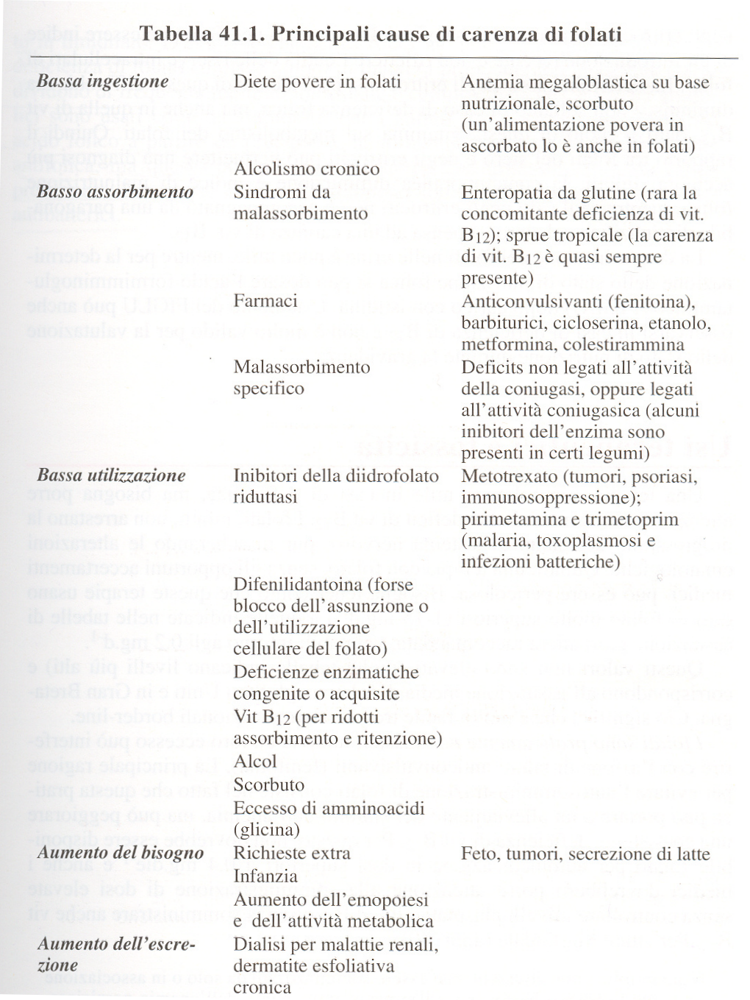 Tabella 41.1. Principali cause di carenza di folati
Bassa ingestione
Diete povere in folati
Anemia megaloblastica su base
nutrizionale, scorbuto
(un'alimentazione povera in
ascorbato lo è anche in folati)
Alcolismo cronico
Basso assorbimento
Sindromi da
malassorbimento
Enteropatia da glutine (rara la
concomitante deficienza di vit.
B12); sprue tropicale (la carenza
di vit. B12 è quasi sempre
presente)
Farmaci
Anticonvulsivanti (fenitoina),
barbiturici, cicloserina, etanolo,
metformina, colestirammina
Malassorbimento
specifico
Deficits non legati all'attività
della coniugasi, oppure legati
all'attività coniugasica (alcuni
inibitori dell'enzima sono
presenti in certi legumi)
Bassa utilizzazione
Inibitori della diidrofolato
riduttasi
Metotrexato (tumori, psoriasi,
immunosoppressione);
pirimetamina e trimetoprim
(malaria, toxoplasmosi e
infezioni batteriche)
Difenilidantoina (forse
blocco dell'assunzione o
dell'utilizzazione
cellulare del folato)
Deficienze enzimatiche
congenite o acquisite
Vit B12 (per ridotti
assorbimento e ritenzione)
Alcol
Scorbuto
Eccesso di amminoacidi
(glicina)
Aumento del bisogno
Richieste extra
Feto, tumori, secrezione di latte
Infanzia
Aumento dell'emopoiesi
e dell'attività metabolica
Aumento dell'escre-
zione
Dialisi per malattie renali,
dermatite esfoliativa
cronica